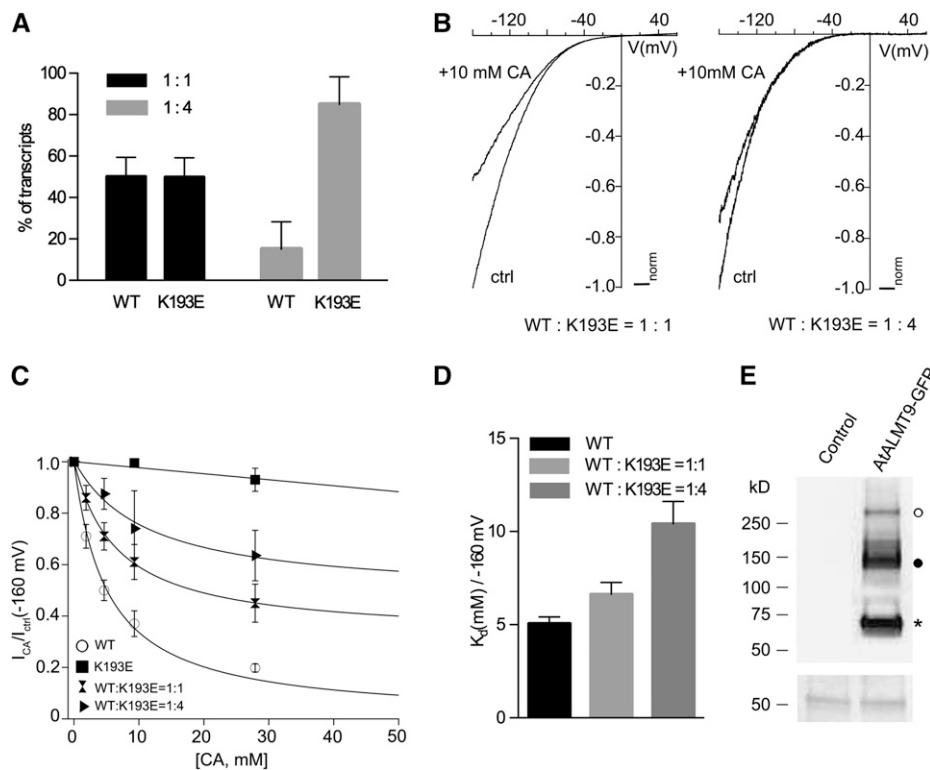 A
% of transcripts
100
80
60
40
20
0
1 : 1
1 : 4
WT
K193E
WT
K193E
B
-120
-40
40
V(mV)
+10 mM CA
-0.2
-0.4
-0.6
-0.8
-1.0
ctrl
I norm
WT : K193E = 1 : 1
-120
-40
40
V(mV)
+10mM CA
-0.2
-0.4
-0.6
-0.8
-1.0
ctrl
I norm
WT : K193E = 1 : 4
C
I CA/I ctrl(-160 mV)
1.0
0.8
0.6
0.4
0.2
0
WT
K193E
WT:K193E=1:1
WT:K193E=1:4
0
10
20
30
40
50
[CA, mM]
D
K d(mM) / -160 mV
15
10
5
0
WT
WT : K193E =1:1
WT : K193E =1:4
E
Control
AtALMT9-GFP
kD
250
150
100
75
50
*
50